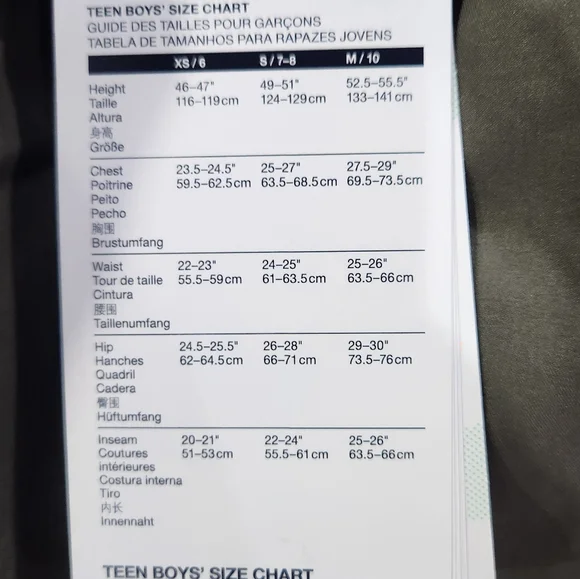 TEEN BOYS' SIZE CHART
GUIDE DES TAILLES POUR GARÇONS
TABELA DE TAMANHOS PARA RAPAZES JOVENS
XS/6 S/7–8 M/10
Height 46–47" 49–51" 52.5–55.5"
Taille 116–119cm 124–129cm 133–141cm
Altura
身高
Größe
Chest 23.5–24.5" 25–27" 27.5–29"
Poitrine 59.5–62.5cm 63.5–68.5cm 69.5–73.5cm
Peito
Pecho
胸围
Brustumfang
Waist 22–23" 24–25" 25–26"
Tour de taille 55.5–59cm 61–63.5cm 63.5–66cm
Cintura
腰围
Taillenumfang
Hip 24.5–25.5" 26–28" 29–30"
Hanches 62–64.5cm 66–71cm 73.5–76cm
Quadril
Cadera
臀围
Hüftumfang
Inseam 20–21" 22–24" 25–26"
Coutures 51–53cm 55.5–61cm 63.5–66cm
intérieures
Costura interna
Tiro
内长
Innennaht
TEEN BOYS' SIZE CHART